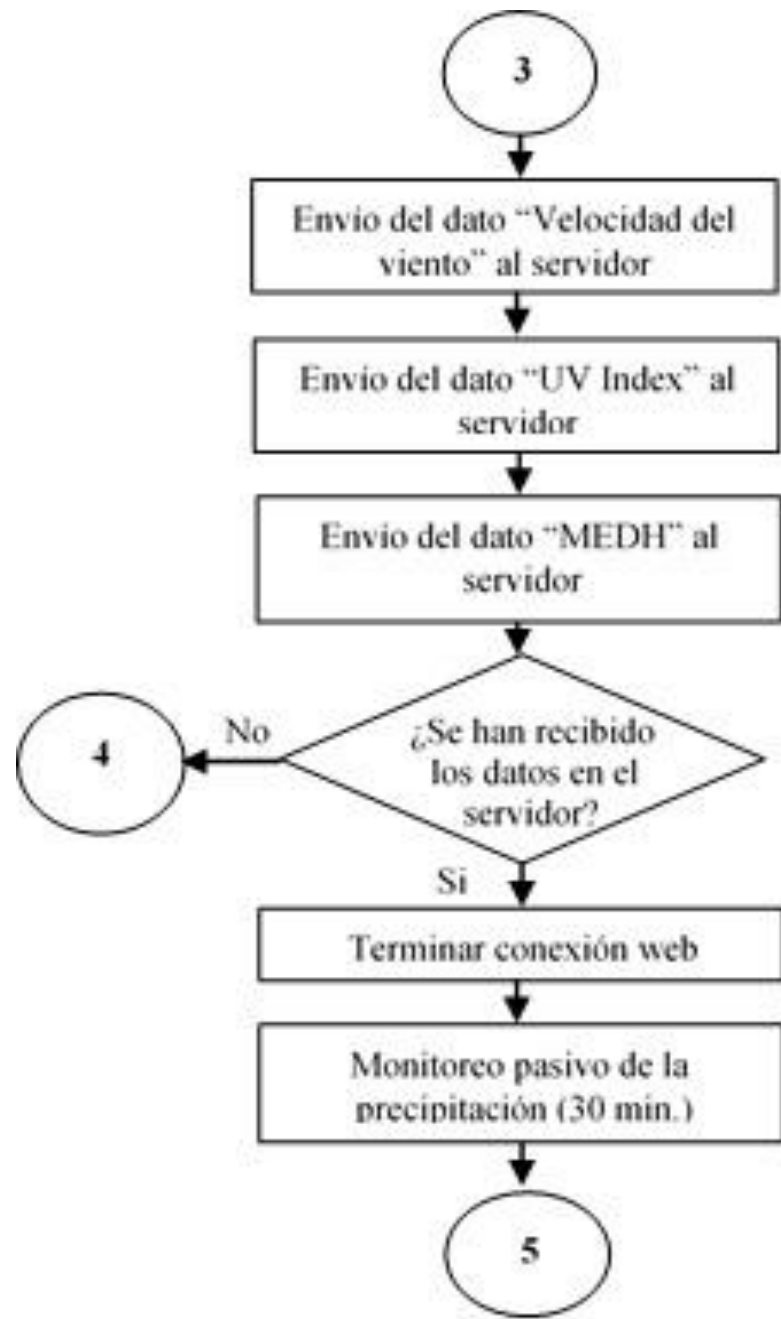 3
Envio del dato “Velocidad del
viento” al servidor
Envio del dato “UV Index” al
servidor
Envio del dato “MEDH” al
servidor
¿Se han recibido
los datos en el
servidor?
No
4
Si
Terminar conexión web
Monitoreo pasivo de la
precipitación (30 min.)
5